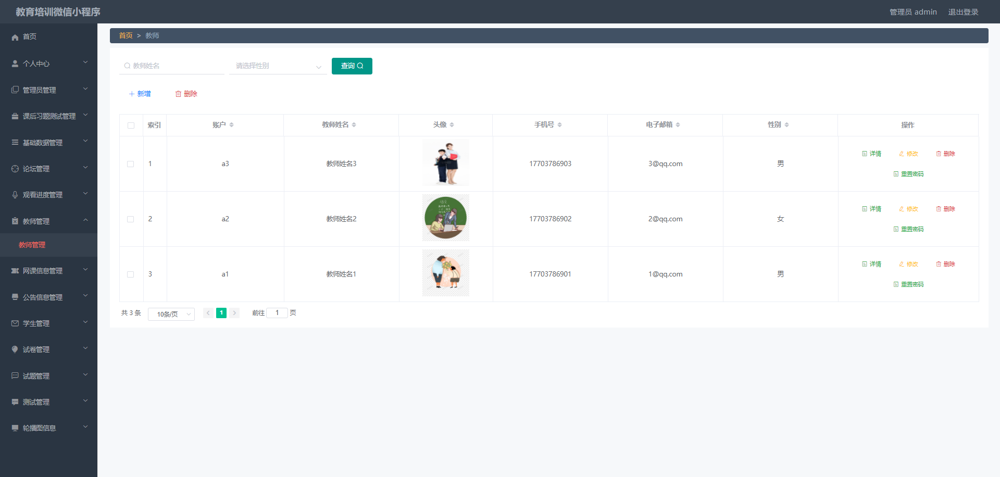 教育培训微信小程序
管理员 admin 退出登录
首页
个人中心
管理员管理
课后习题测试管理
基础数据管理
论坛管理
观看进度管理
教师管理
教师管理
网课信息管理
公告信息管理
学生管理
试卷管理
试题管理
测试管理
轮播图信息
首页 > 教师
教师姓名 请选择性别 查询
新增 删除
索引 账户 教师姓名 头像 手机号 电子邮箱 性别 操作
1 a3 教师姓名3 17703786903 3@qq.com 男 详情 修改 删除
重置密码
2 a2 教师姓名2 17703786902 2@qq.com 女 详情 修改 删除
重置密码
3 a1 教师姓名1 17703786901 1@qq.com 男 详情 修改 删除
重置密码
共 3 条 10条/页 1 前往 1 页